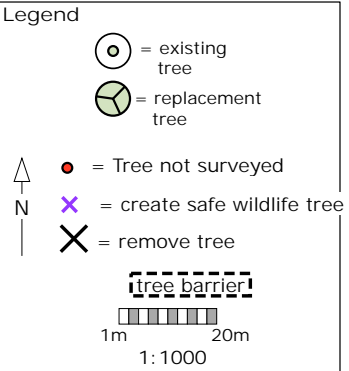 Legend
= existing
tree
= replacement
tree
= Tree not surveyed
N
= create safe wildlife tree
= remove tree
tree barrier
1m 20m
1:1000